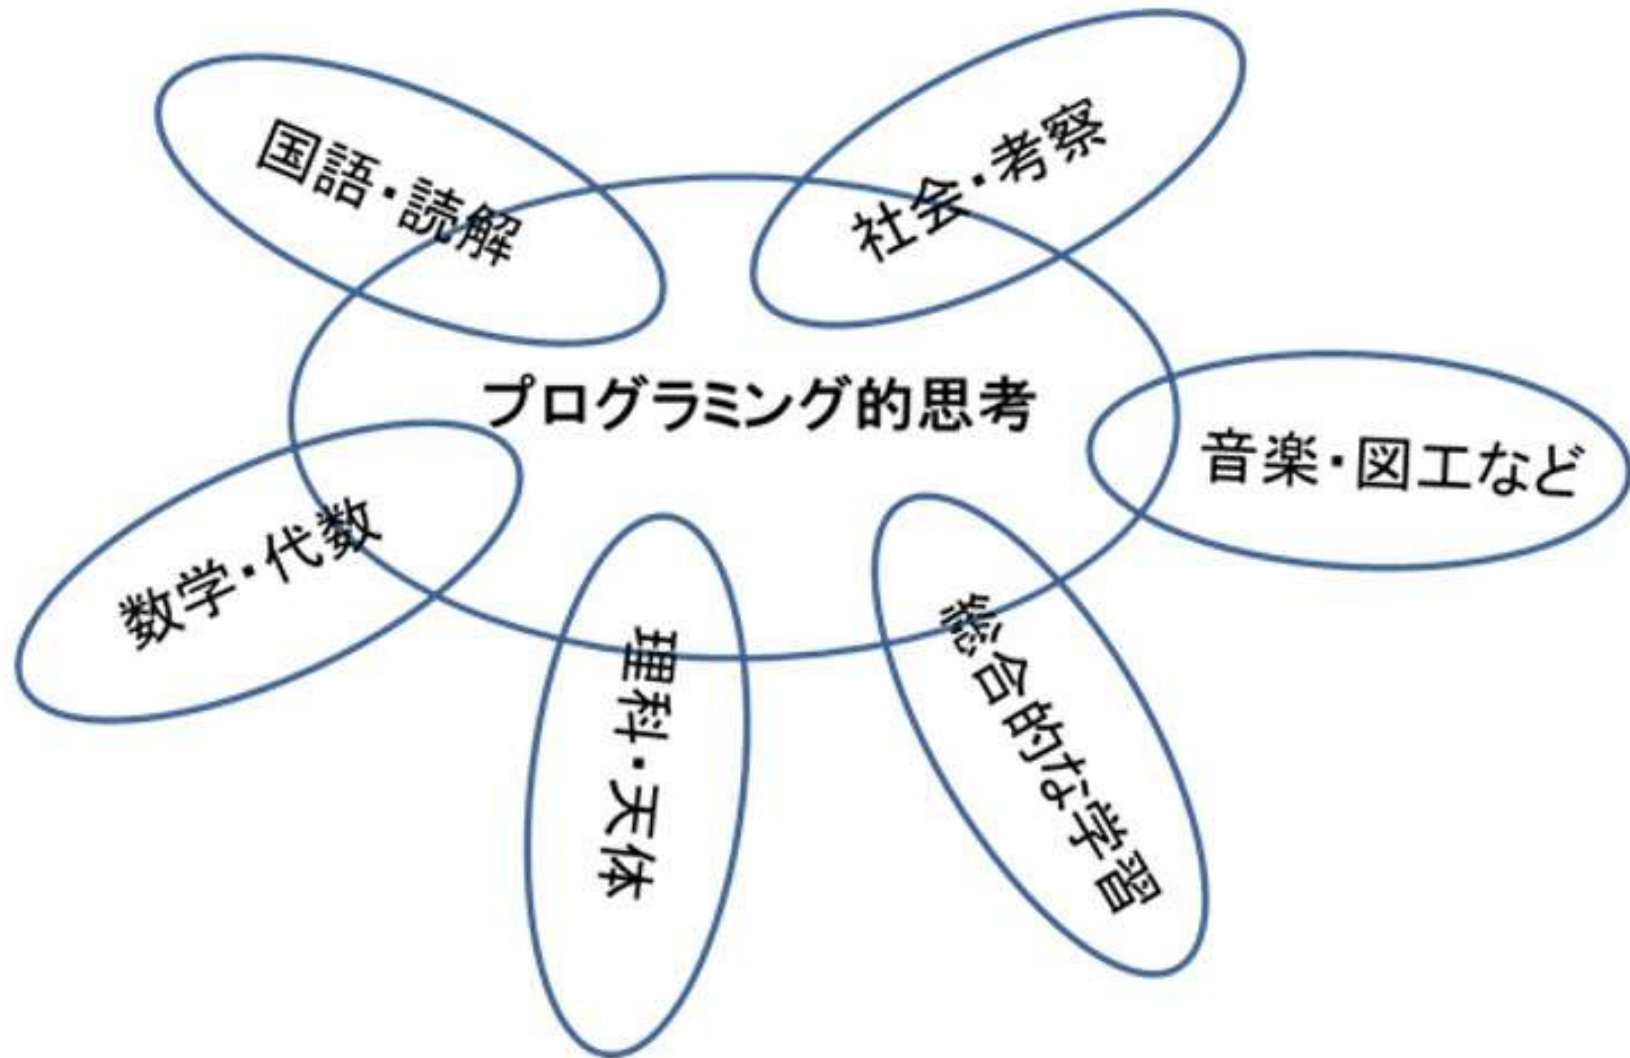 国語・読解
社会・考察
プログラミング的思考
音楽・図工など
数学・代数
理科・天体
総合的な学習